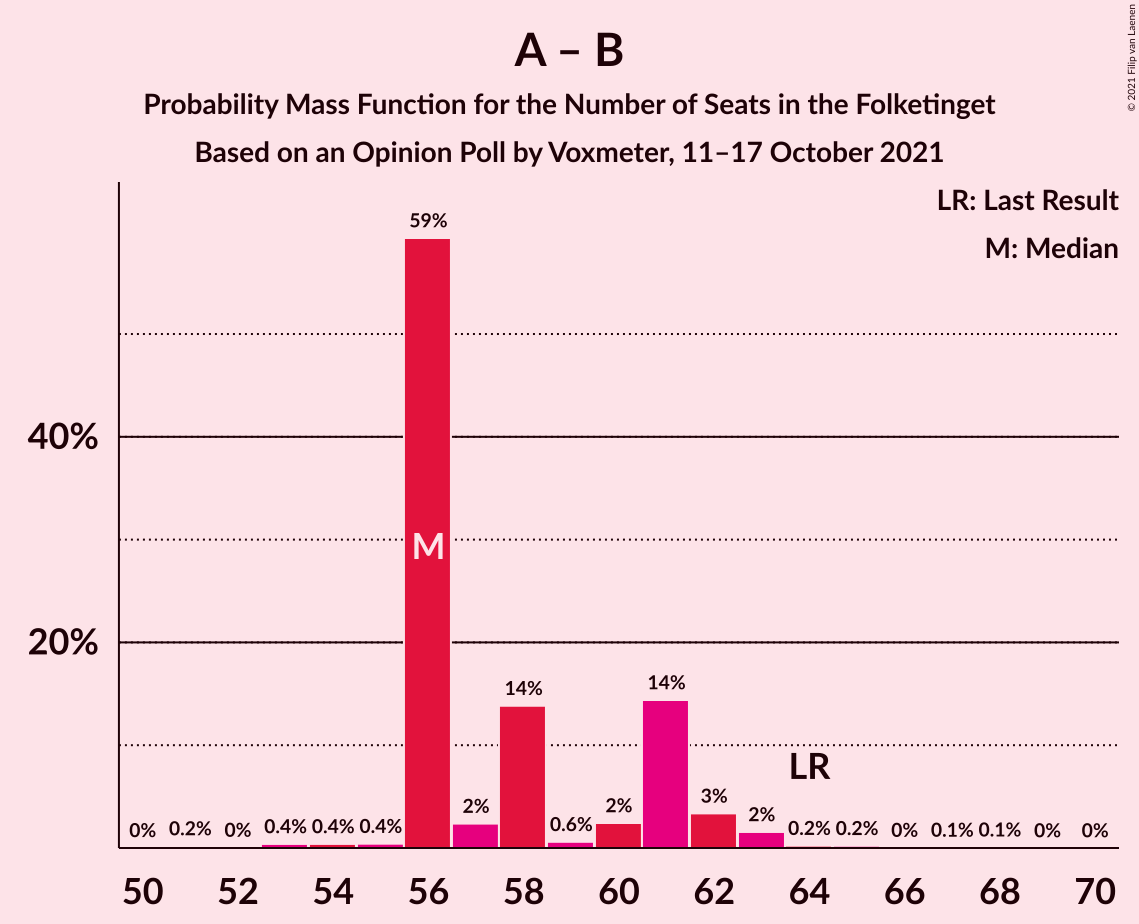 A – B
Probability Mass Function for the Number of Seats in the Folketinget
Based on an Opinion Poll by Voxmeter, 11–17 October 2021
© 2021 Filip van Laenen
LR: Last Result
M: Median
59%
40%
M
20%
14%
14%
LR
0%
0.2%
0%
0.4%
0.4%
0.4%
2%
0.6%
2%
3%
2%
0.2%
0.2%
0%
0.1%
0.1%
0%
0%
50 52 54 56 58 60 62 64 66 68 70